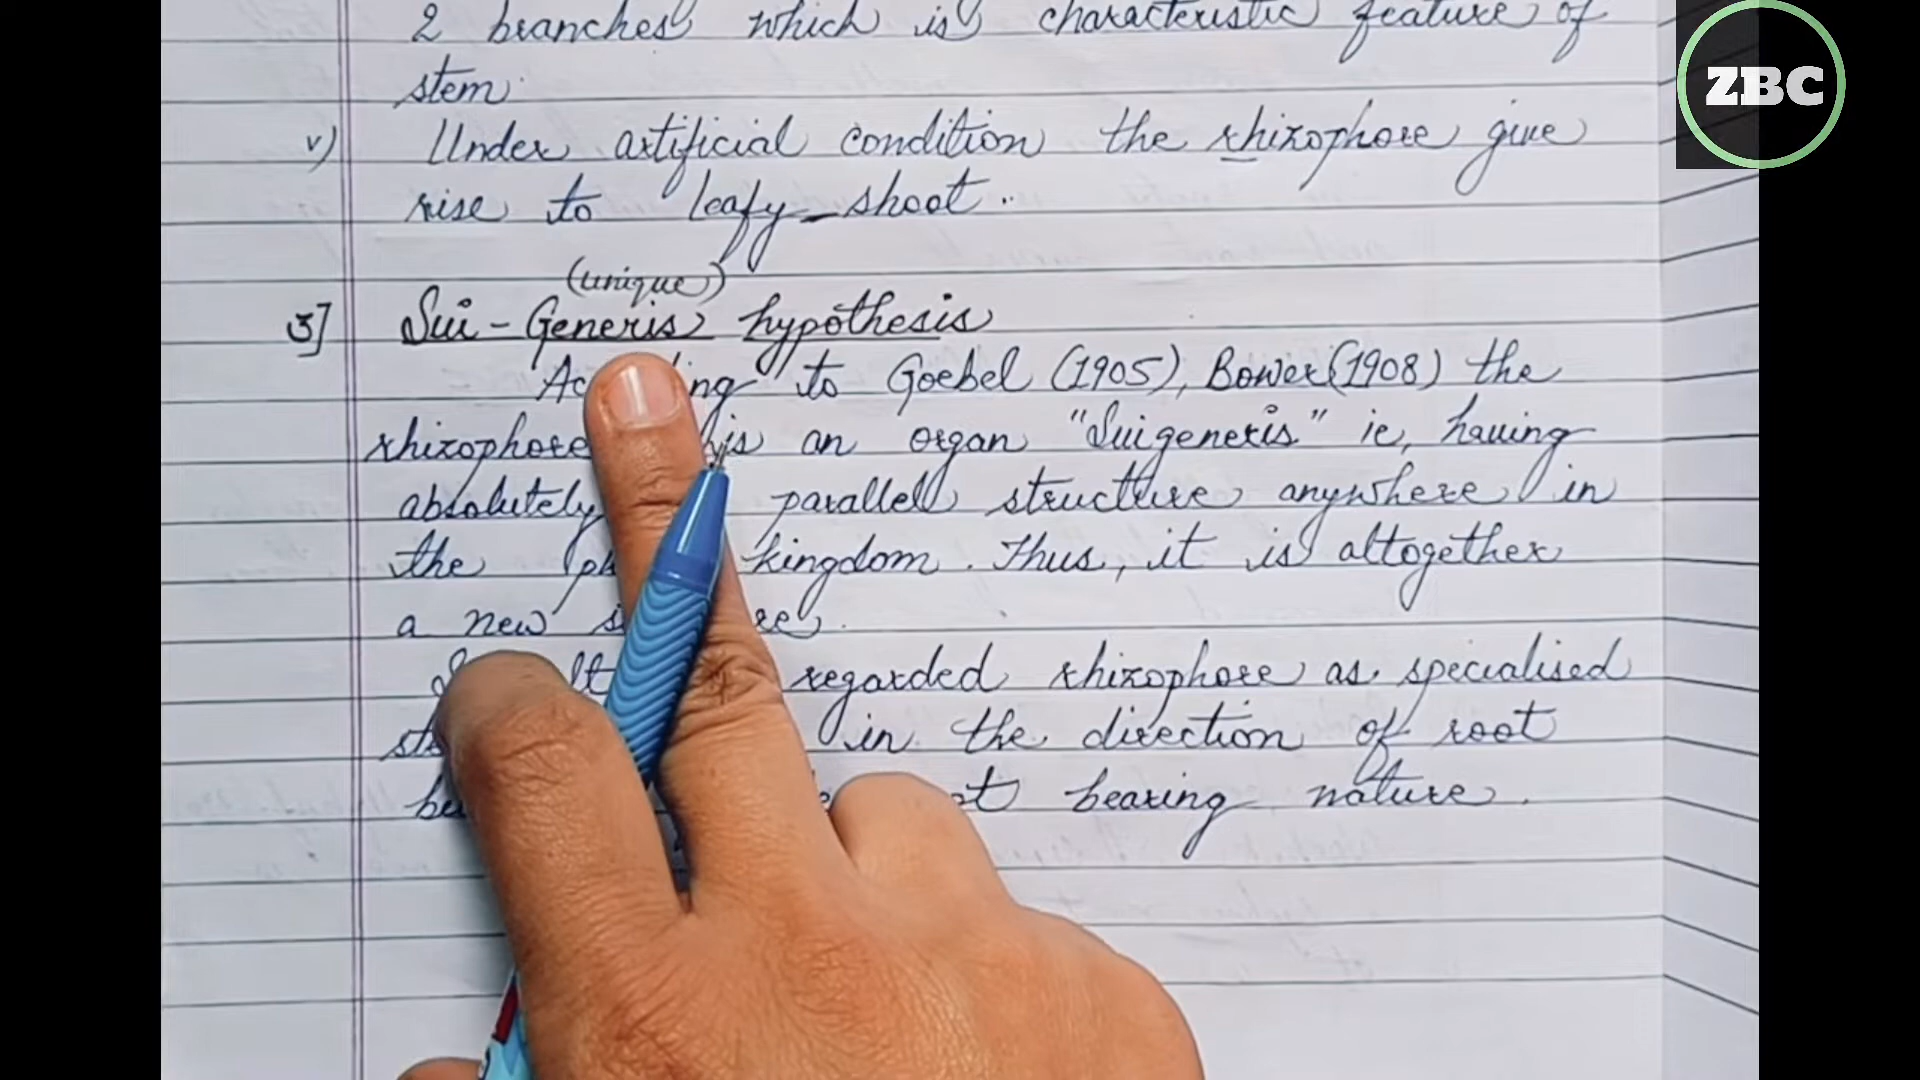 2 branches which is characteristic feature of
stem.
v) Under artificial condition the rhizophore give
rise to leafy-shoot.
(unique)
3] Sui-Generis hypothesis
to Goebel (1905), Bower (1908) the
rhizophore is an organ "Suigeneris" ie, having
absolutely parallel structure anywhere in
the kingdom. Thus, it is altogether
a new
regarded rhizophore as specialised
in the direction of root
bearing nature.
ZBC